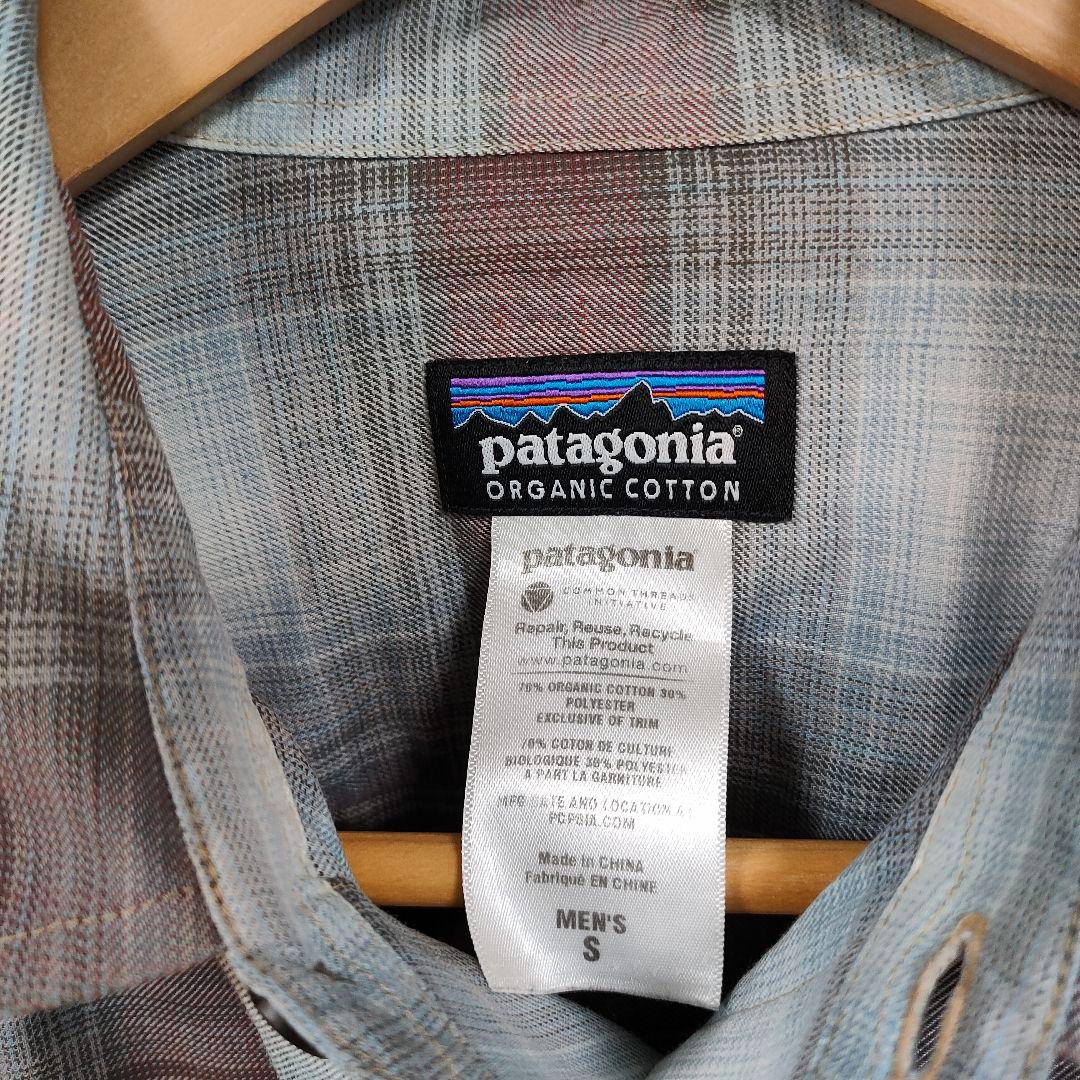 patagonia®
ORGANIC COTTON
patagonia
COMMON THREADS
INITIATIVE
Repair, Reuse, Recycle
This Product
www.patagonia.com
70% ORGANIC COTTON 30%
POLYESTER
EXCLUSIVE OF TRIM
70% COTON DE CULTURE
BIOLOGIQUE 30% POLYESTER
À PART LA GARNITURE
MFG DATE AND LOCATION AT
PCPSIA.COM
Made in CHINA
Fabriqué EN CHINE
MEN'S
S